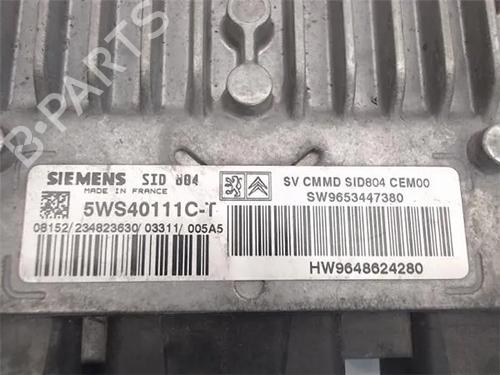 B-PARTS
SIEMENS SID 804
MADE IN FRANCE
5WS40111C-T
08152/234823630/03311/005A5
SV CMMD SID804 CEM00
SW9653447380
HW9648624280